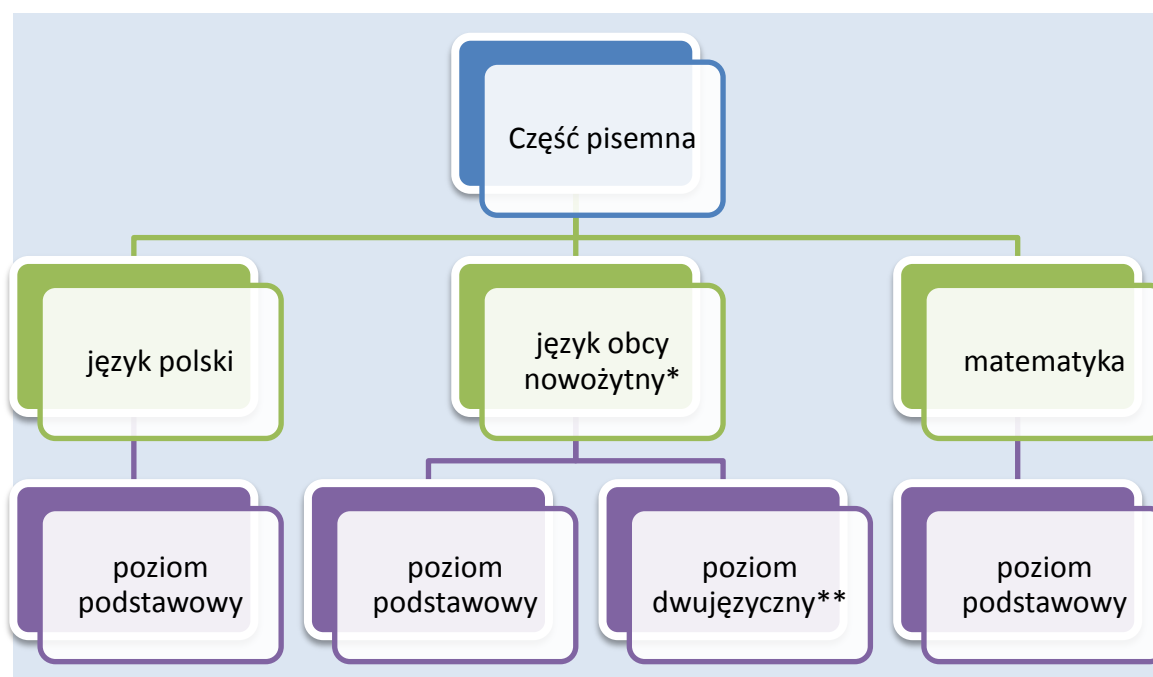 Część pisemna
język polski
język obcy
nowożytny*
matematyka
poziom
podstawowy
poziom
podstawowy
poziom
dwujęzyczny**
poziom
podstawowy